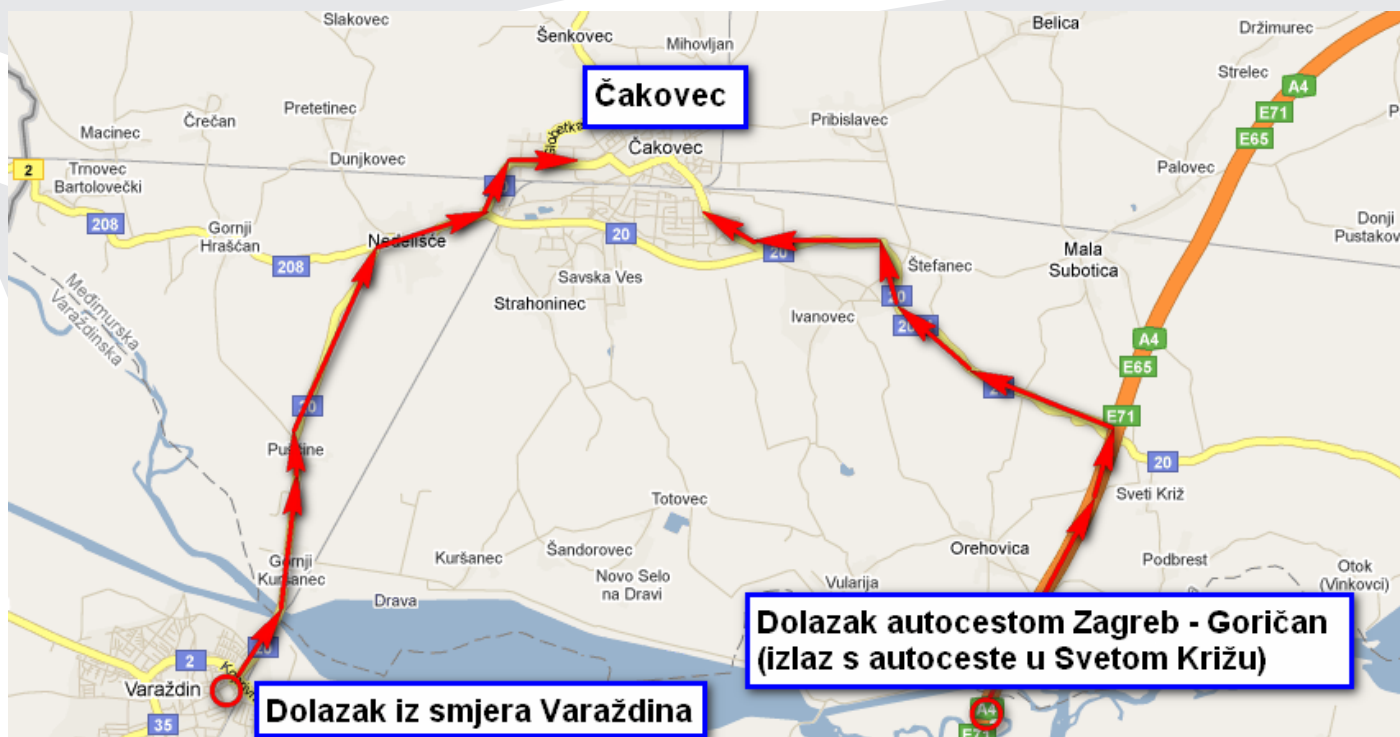 Slakovec
Belica
Držimurec
Šenkovec
Mihovljan
Strelec
A4
E71
E65
Čakovec
Pretetinec
Črečan
Macinec
Pribislavec
Čakovec
Dunjkovec
2
Trnovec
Bartolovečki
Palovec
208
Gornji
Hrašćan
Nedelišće
20
20
208
Donji
Mala
Subotica
Štefanec
Savska Ves
Strahoninec
20
Ivanovec
Međimurska
Varaždinska
A4
E65
20
E71
Puščine
20
Sveti Križ
Totovec
Orehovica
Šandorovec
Kuršanec
Podbrest
Gornji
Kuršanec
Novo Selo
na Dravi
Vularija
Otok
(Vinkovci)
Drava
Dolazak autocestom Zagreb - Goričan
(izlaz s autoceste u Svetom Križu)
20
2
Varaždin
Dolazak iz smjera Varaždina
35
A4
E71